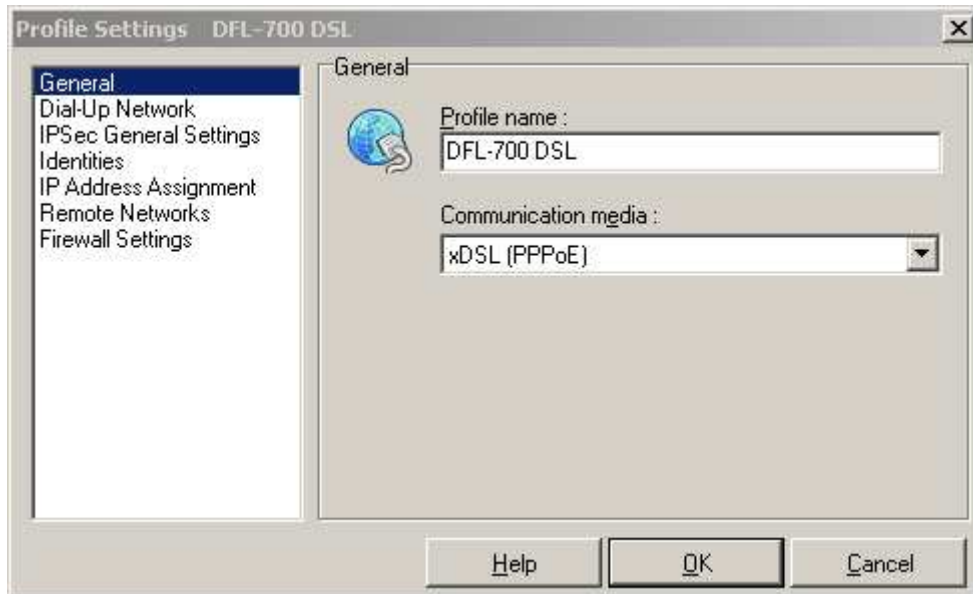 Profile Settings DFL-700 DSL
General
Dial-Up Network
IPSec General Settings
Identities
IP Address Assignment
Remote Networks
Firewall Settings
General
Profile name :
DFL-700 DSL
Communication media :
xDSL (PPPoE)
Help
OK
Cancel